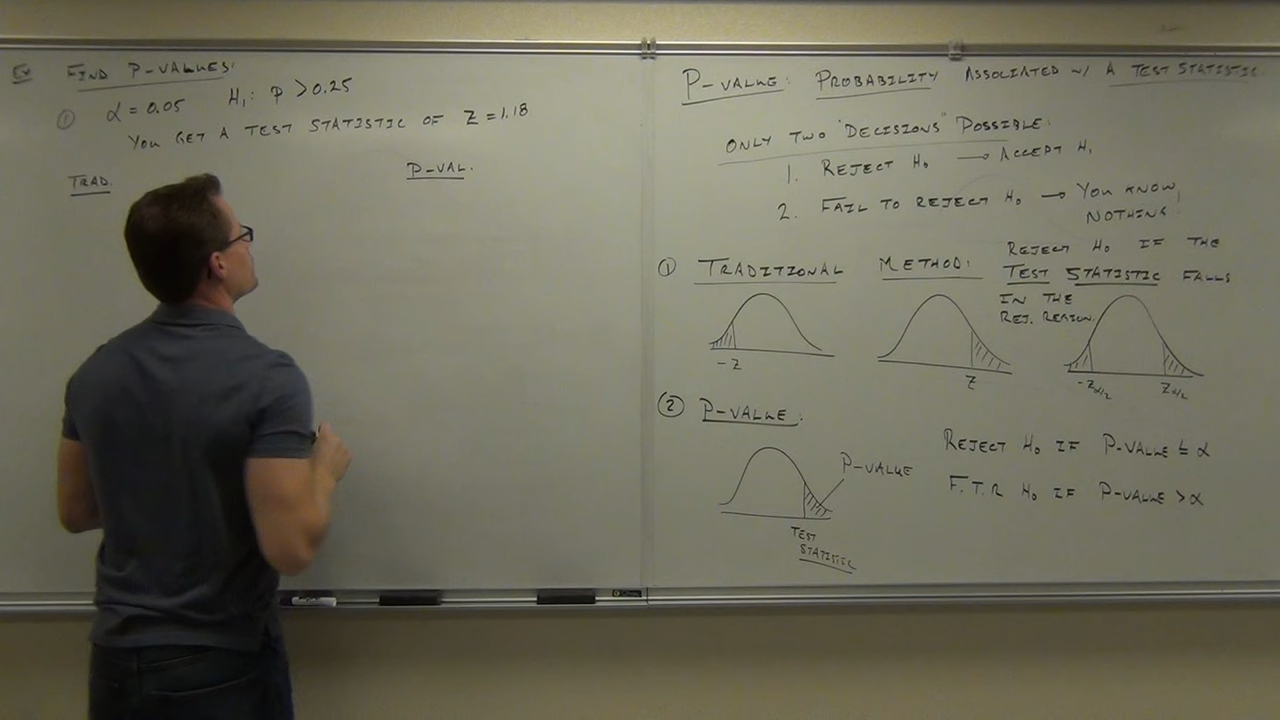 Ex FIND P-VALUES:
① α = 0.05 H₁: P > 0.25
YOU GET A TEST STATISTIC OF Z = 1.18
TRAD.
P-VAL.
P-VALUE: PROBABILITY ASSOCIATED W/ A TEST STATISTIC.
ONLY TWO "DECISIONS" POSSIBLE:
1. REJECT H₀ → ACCEPT H₁
2. FAIL TO REJECT H₀ → YOU KNOW
NOTHING!
① TRADITIONAL METHOD:
REJECT H₀ IF THE
TEST STATISTIC FALLS
IN THE
REJ. REGION.
-Z
Z
-Zα/2
Zα/2
② P-VALUE:
P-VALUE
TEST
STATISTIC
REJECT H₀ IF P-VALUE ≤ α
F.T.R H₀ IF P-VALUE > α